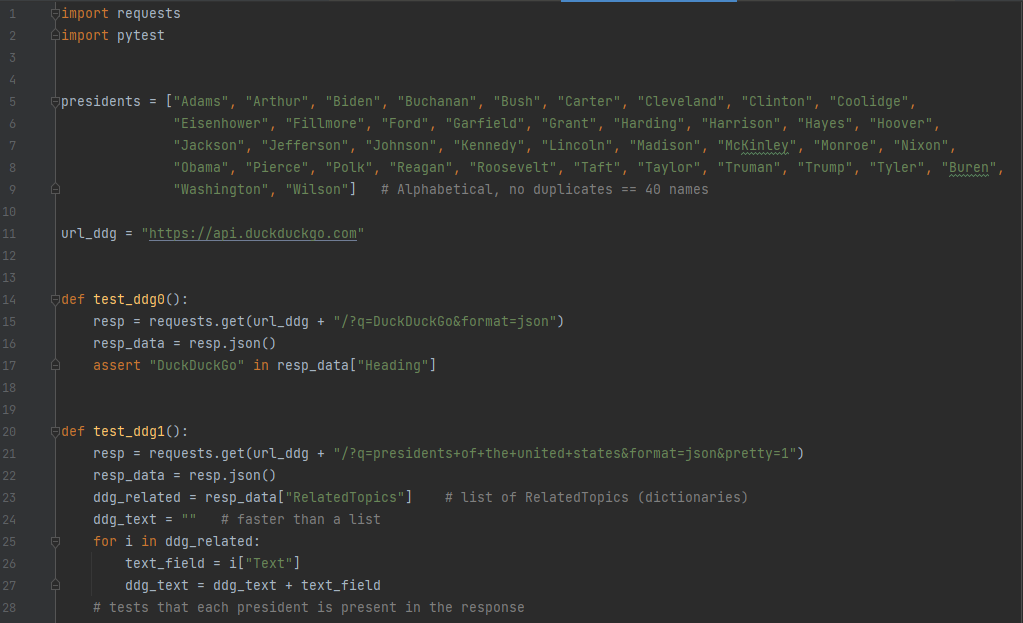 1 import requests
2 import pytest
3
4
5 presidents = ["Adams", "Arthur", "Biden", "Buchanan", "Bush", "Carter", "Cleveland", "Clinton", "Coolidge",
6 "Eisenhower", "Fillmore", "Ford", "Garfield", "Grant", "Harding", "Harrison", "Hayes", "Hoover",
7 "Jackson", "Jefferson", "Johnson", "Kennedy", "Lincoln", "Madison", "McKinley", "Monroe", "Nixon",
8 "Obama", "Pierce", "Polk", "Reagan", "Roosevelt", "Taft", "Taylor", "Truman", "Trump", "Tyler", "Buren",
9 "Washington", "Wilson"] # Alphabetical, no duplicates == 40 names
10
11 url_ddg = "https://api.duckduckgo.com"
12
13
14 def test_ddg0():
15 resp = requests.get(url_ddg + "/?q=DuckDuckGo&format=json")
16 resp_data = resp.json()
17 assert "DuckDuckGo" in resp_data["Heading"]
18
19
20 def test_ddg1():
21 resp = requests.get(url_ddg + "/?q=presidents+of+the+united+states&format=json&pretty=1")
22 resp_data = resp.json()
23 ddg_related = resp_data["RelatedTopics"] # list of RelatedTopics (dictionaries)
24 ddg_text = "" # faster than a list
25 for i in ddg_related:
26 text_field = i["Text"]
27 ddg_text = ddg_text + text_field
28 # tests that each president is present in the response